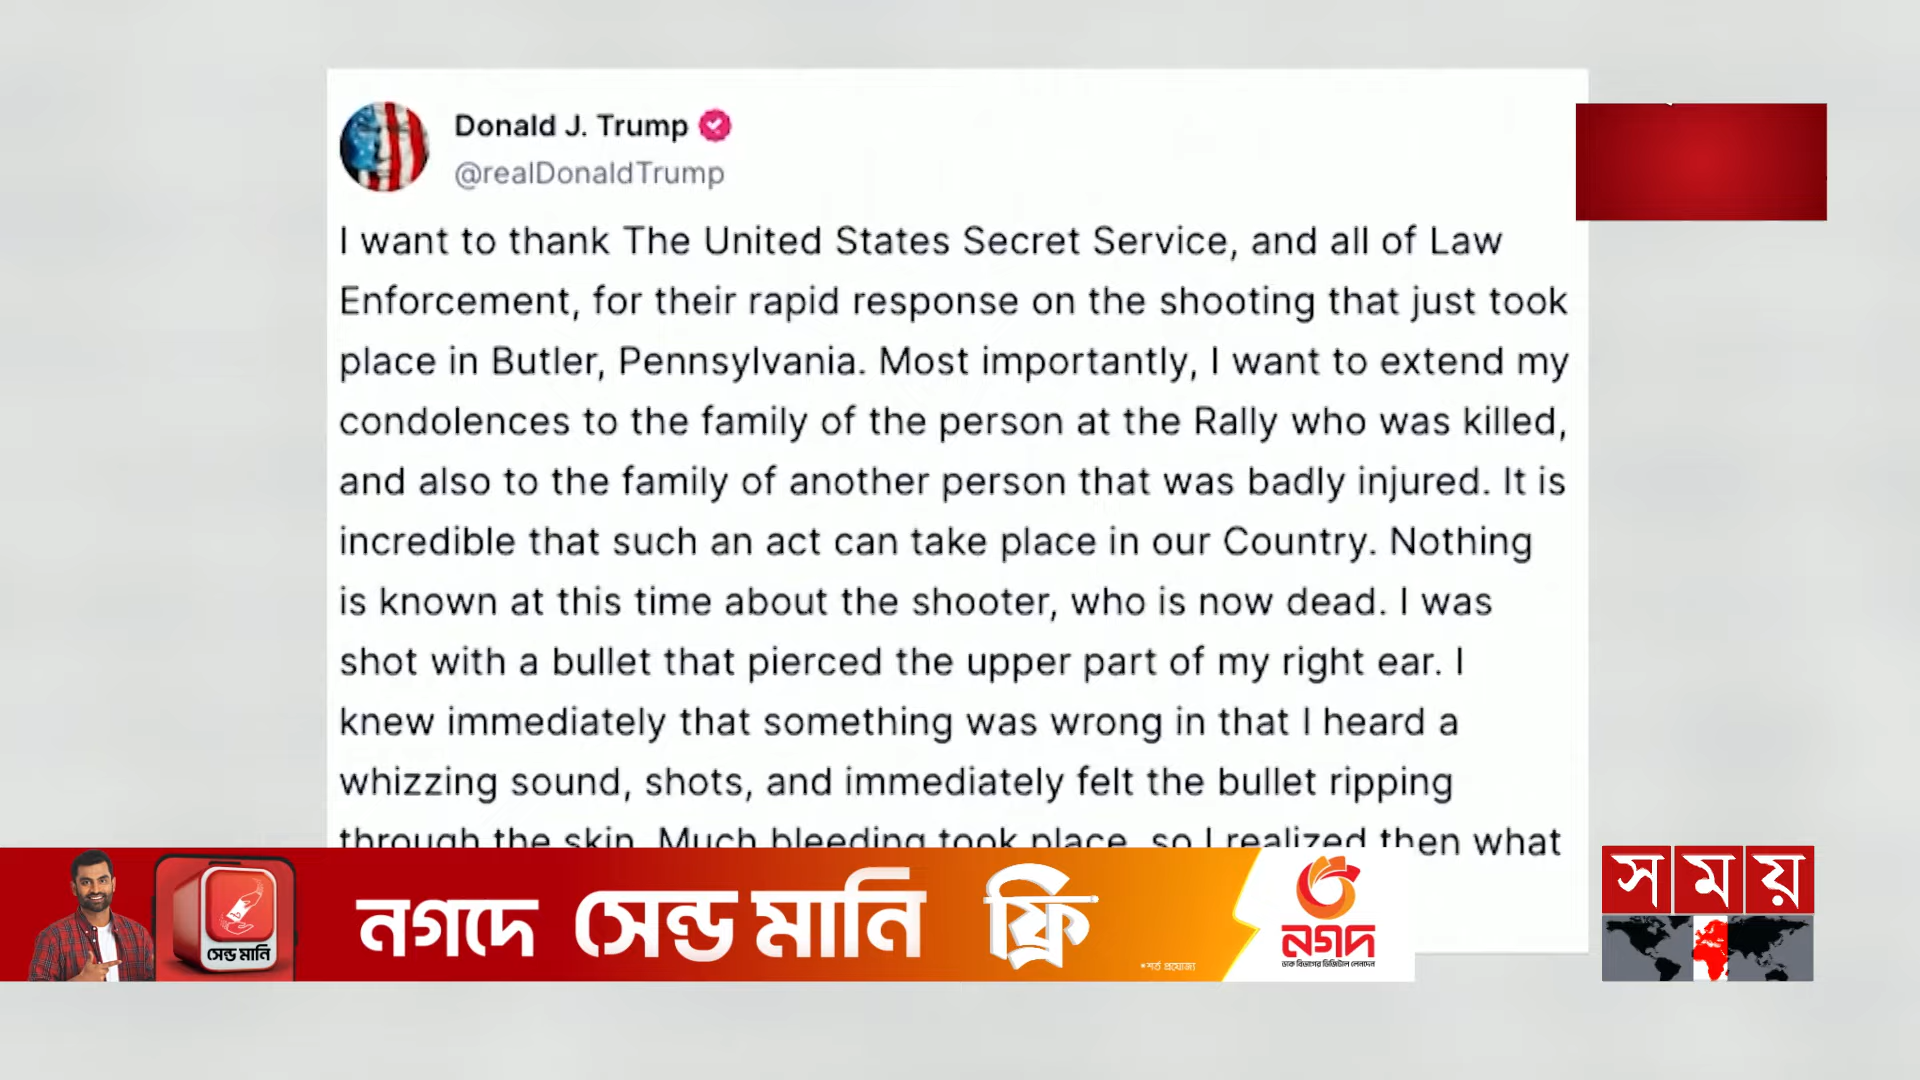 Donald J. Trump
@realDonaldTrump
I want to thank The United States Secret Service, and all of Law
Enforcement, for their rapid response on the shooting that just took
place in Butler, Pennsylvania. Most importantly, I want to extend my
condolences to the family of the person at the Rally who was killed,
and also to the family of another person that was badly injured. It is
incredible that such an act can take place in our Country. Nothing
is known at this time about the shooter, who is now dead. I was
shot with a bullet that pierced the upper part of my right ear. I
knew immediately that something was wrong in that I heard a
whizzing sound, shots, and immediately felt the bullet ripping
through the skin. Much bleeding took place, so I realized then what
সেন্ড মানি
নগদে সেন্ড মানি ফ্রি
*শর্ত প্রযোজ্য
নগদ
ডাক বিভাগের ডিজিটাল লেনদেন
সময়